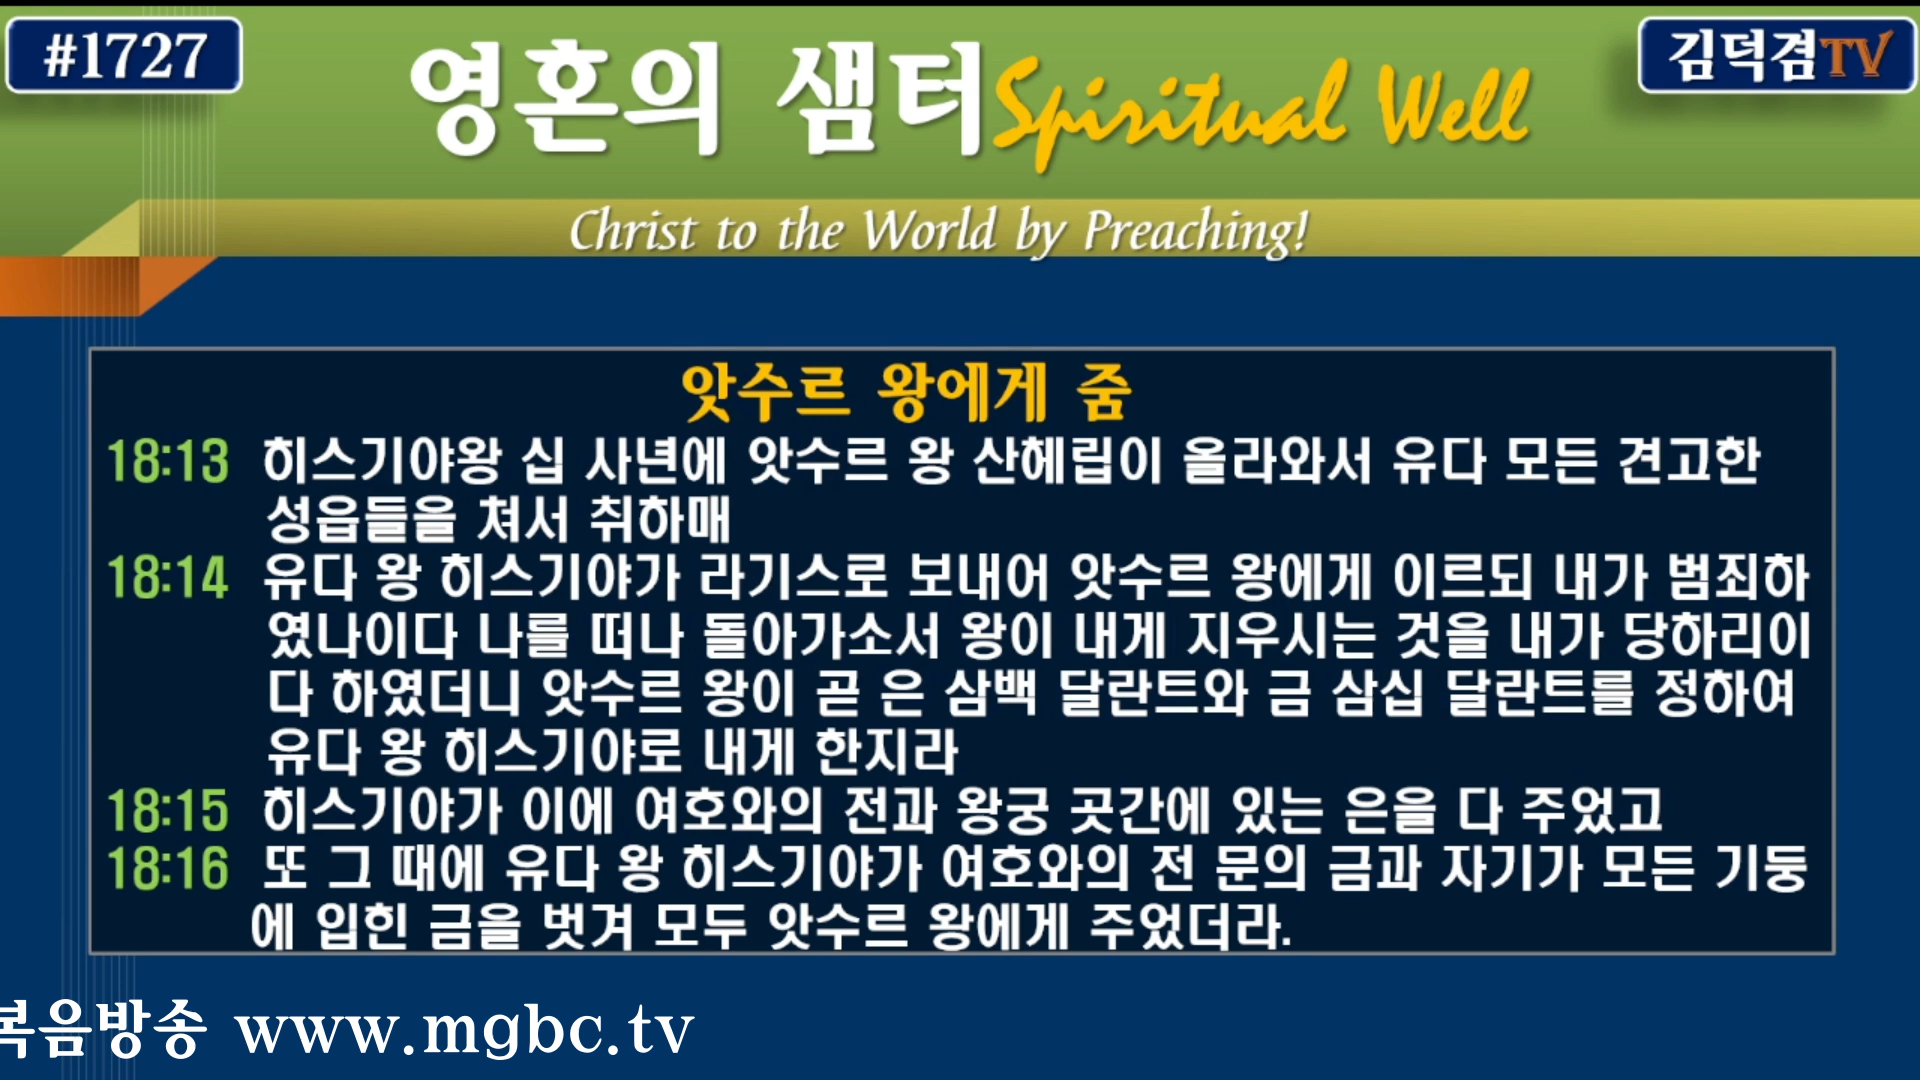 #1727
영혼의 샘터 Spiritual Well
김덕겸TV
Christ to the World by Preaching!
앗수르 왕에게 줌
18:13 히스기야왕 십 사년에 앗수르 왕 산헤립이 올라와서 유다 모든 견고한
성읍들을 쳐서 취하매
18:14 유다 왕 히스기야가 라기스로 보내어 앗수르 왕에게 이르되 내가 범죄하
였나이다 나를 떠나 돌아가소서 왕이 내게 지우시는 것을 내가 당하리이
다 하였더니 앗수르 왕이 곧 은 삼백 달란트와 금 삼십 달란트를 정하여
유다 왕 히스기야로 내게 한지라
18:15 히스기야가 이에 여호와의 전과 왕궁 곳간에 있는 은을 다 주었고
18:16 또 그 때에 유다 왕 히스기야가 여호와의 전 문의 금과 자기가 모든 기둥
에 입힌 금을 벗겨 모두 앗수르 왕에게 주었더라.
복음방송 www.mgbc.tv